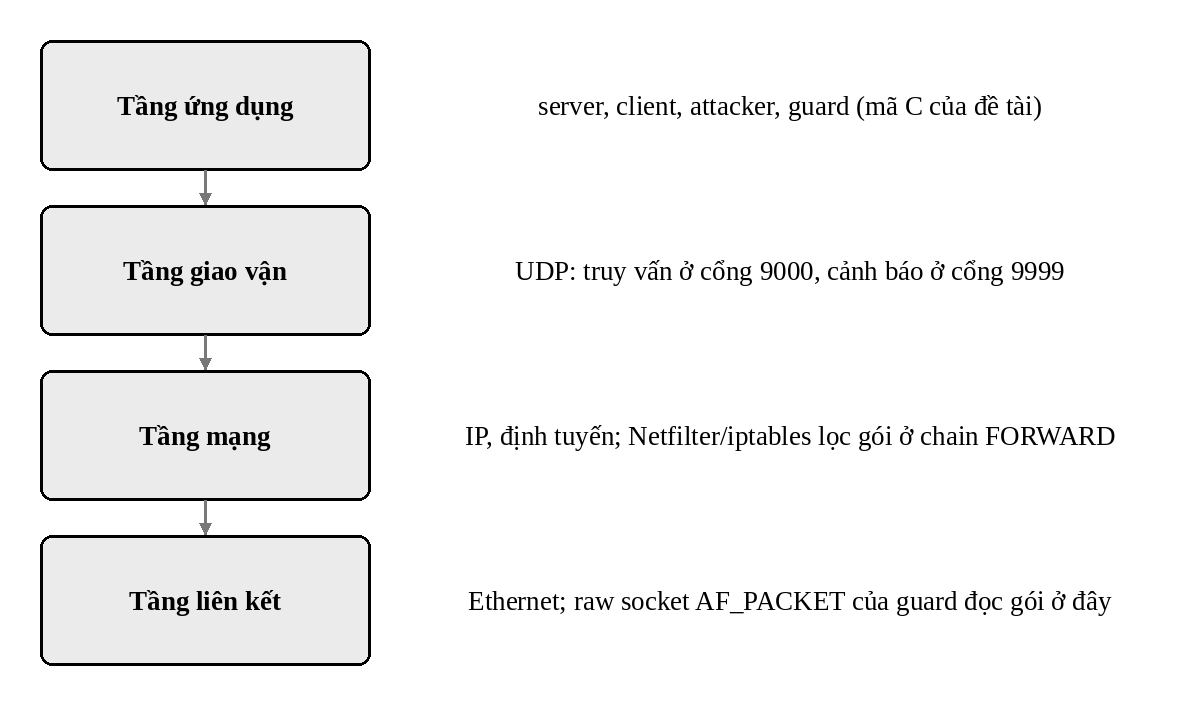 Tầng ứng dụng
server, client, attacker, guard (mã C của đề tài)
Tầng giao vận
UDP: truy vấn ở cổng 9000, cảnh báo ở cổng 9999
Tầng mạng
IP, định tuyến; Netfilter/iptables lọc gói ở chain FORWARD
Tầng liên kết
Ethernet; raw socket AF_PACKET của guard đọc gói ở đây